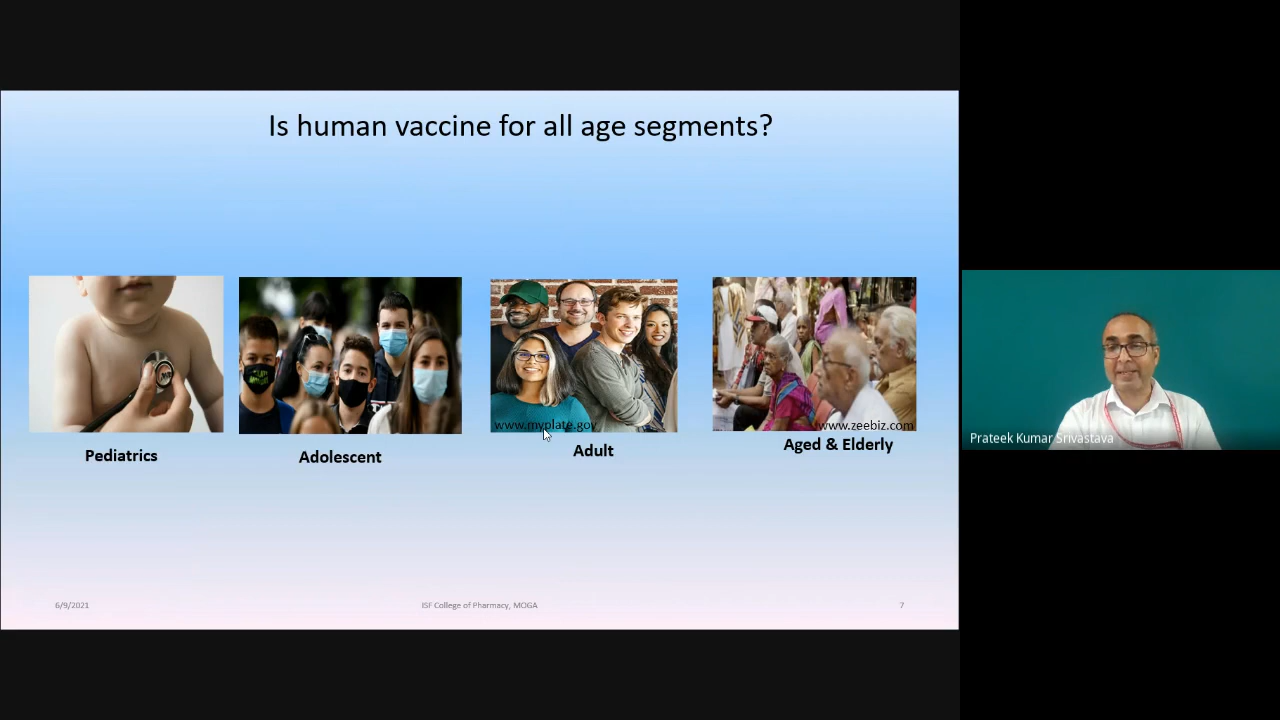 Is human vaccine for all age segments?
www.myplate.gov
www.zeebiz.com
Pediatrics
Adolescent
Adult
Aged & Elderly
Prateek Kumar Srivastava
6/9/2021
ISF College of Pharmacy, MOGA
7